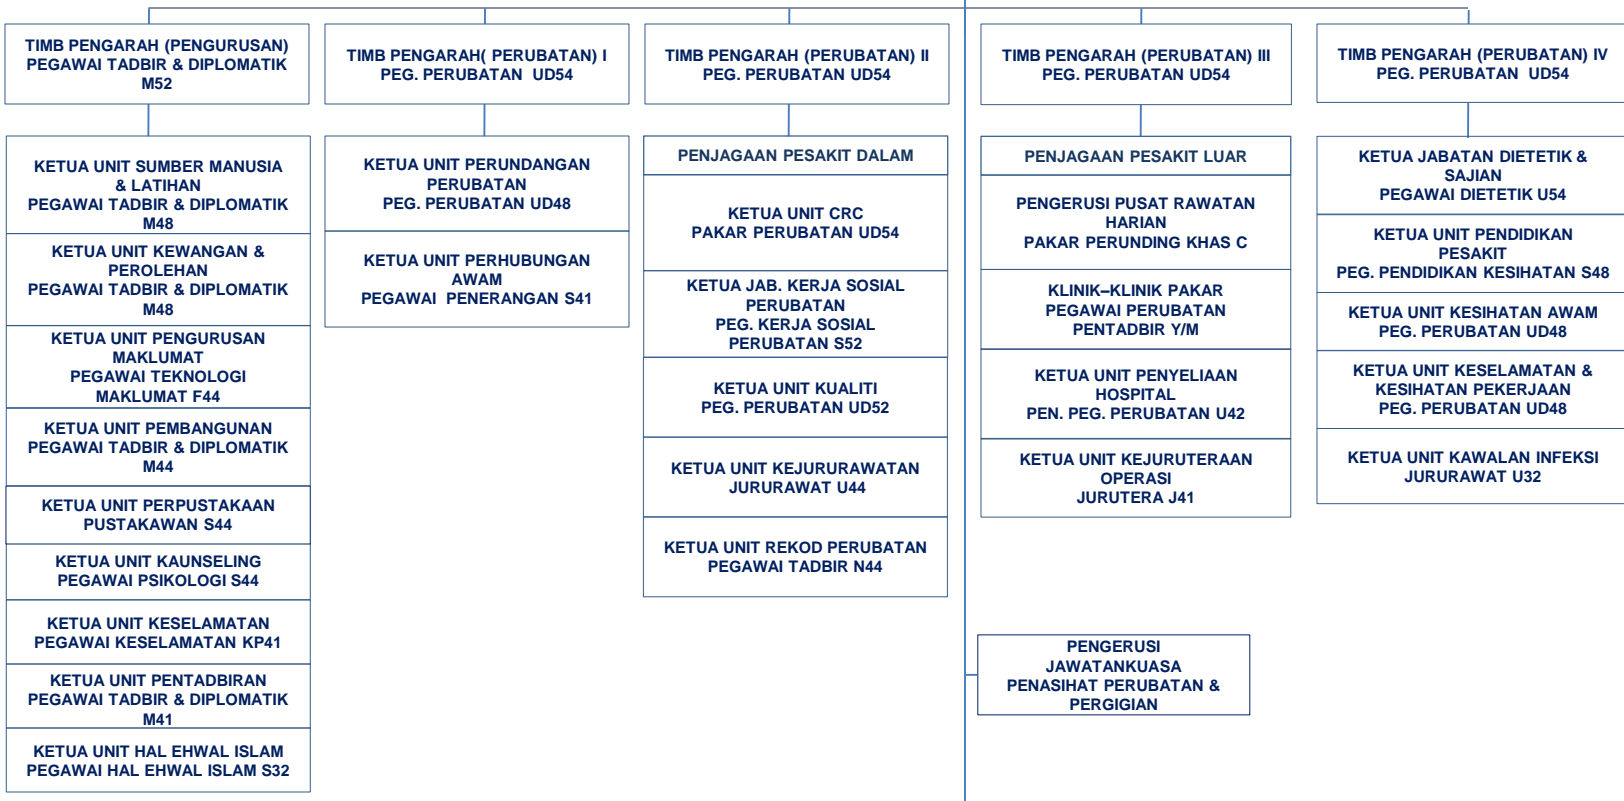 TIMB PENGARAH (PENGURUSAN)
PEGAWAI TADBIR & DIPLOMATIK
M52
TIMB PENGARAH( PERUBATAN) I
PEG. PERUBATAN UD54
TIMB PENGARAH (PERUBATAN) II
PEG. PERUBATAN UD54
TIMB PENGARAH (PERUBATAN) III
PEG. PERUBATAN UD54
TIMB PENGARAH (PERUBATAN) IV
PEG. PERUBATAN UD54
KETUA UNIT SUMBER MANUSIA
& LATIHAN
PEGAWAI TADBIR & DIPLOMATIK
M48
KETUA UNIT KEWANGAN &
PEROLEHAN
PEGAWAI TADBIR & DIPLOMATIK
M48
KETUA UNIT PENGURUSAN
MAKLUMAT
PEGAWAI TEKNOLOGI
MAKLUMAT F44
KETUA UNIT PEMBANGUNAN
PEGAWAI TADBIR & DIPLOMATIK
M44
KETUA UNIT PERPUSTAKAAN
PUSTAKAWAN S44
KETUA UNIT KAUNSELING
PEGAWAI PSIKOLOGI S44
KETUA UNIT KESELAMATAN
PEGAWAI KESELAMATAN KP41
KETUA UNIT PENTADBIRAN
PEGAWAI TADBIR & DIPLOMATIK
M41
KETUA UNIT HAL EHWAL ISLAM
PEGAWAI HAL EHWAL ISLAM S32
KETUA UNIT PERUNDANGAN
PERUBATAN
PEG. PERUBATAN UD48
KETUA UNIT PERHUBUNGAN
AWAM
PEGAWAI PENERANGAN S41
PENJAGAAN PESAKIT DALAM
KETUA UNIT CRC
PAKAR PERUBATAN UD54
KETUA JAB. KERJA SOSIAL
PERUBATAN
PEG. KERJA SOSIAL
PERUBATAN S52
KETUA UNIT KUALITI
PEG. PERUBATAN UD52
KETUA UNIT KEJURURAWATAN
JURURAWAT U44
KETUA UNIT REKOD PERUBATAN
PEGAWAI TADBIR N44
PENJAGAAN PESAKIT LUAR
PENGERUSI PUSAT RAWATAN
HARIAN
PAKAR PERUNDING KHAS C
KLINIK–KLINIK PAKAR
PEGAWAI PERUBATAN
PENTADBIR Y/M
KETUA UNIT PENYELIAAN
HOSPITAL
PEN. PEG. PERUBATAN U42
KETUA UNIT KEJURUTERAAN
OPERASI
JURUTERA J41
KETUA JABATAN DIETETIK &
SAJIAN
PEGAWAI DIETETIK U54
KETUA UNIT PENDIDIKAN
PESAKIT
PEG. PENDIDIKAN KESIHATAN S48
KETUA UNIT KESIHATAN AWAM
PEG. PERUBATAN UD48
KETUA UNIT KESELAMATAN &
KESIHATAN PEKERJAAN
PEG. PERUBATAN UD48
KETUA UNIT KAWALAN INFEKSI
JURURAWAT U32
PENGERUSI
JAWATANKUASA
PENASIHAT PERUBATAN &
PERGIGIAN